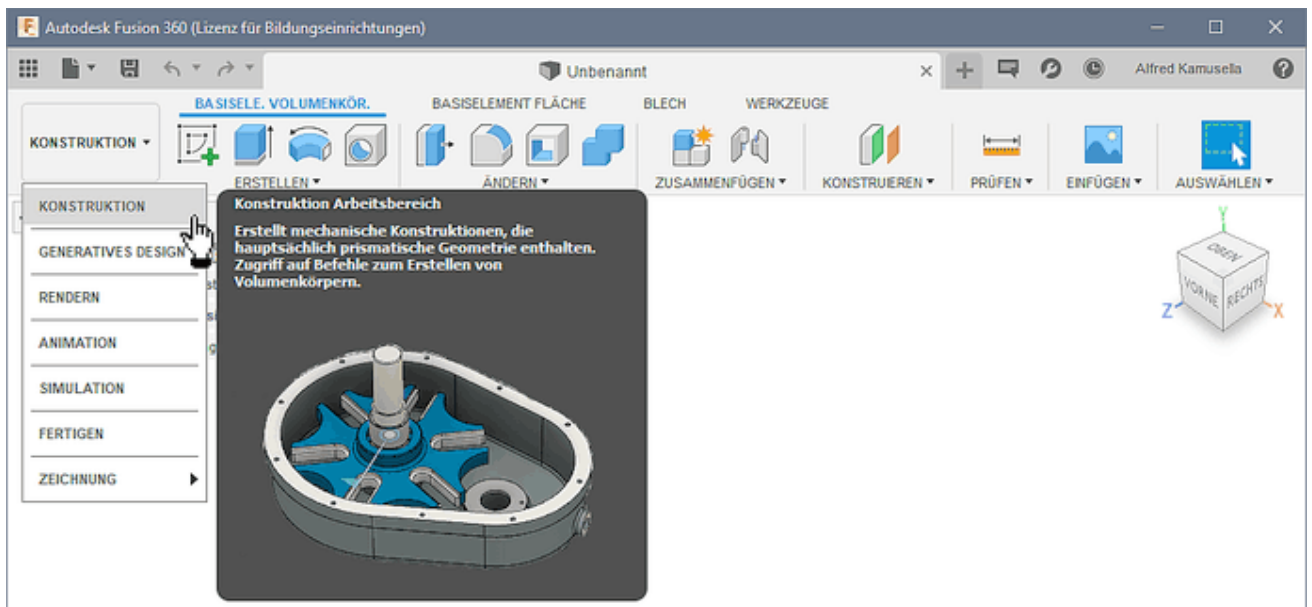 Autodesk Fusion 360 (Lizenz für Bildungseinrichtungen)
Unbenannt
Alfred Kamusella
BASISELE. VOLUMENKÖR. BASISELEMENT FLÄCHE BLECH WERKZEUGE
KONSTRUKTION
ERSTELLEN ÄNDERN ZUSAMMENFÜGEN KONSTRUIEREN PRÜFEN EINFÜGEN AUSWÄHLEN
KONSTRUKTION
GENERATIVES DESIGN
RENDERN
ANIMATION
SIMULATION
FERTIGEN
ZEICHNUNG
Konstruktion Arbeitsbereich
Erstellt mechanische Konstruktionen, die
hauptsächlich prismatische Geometrie enthalten.
Zugriff auf Befehle zum Erstellen von
Volumenkörpern.
Y
OBEN
VORNE RECHTS
Z X